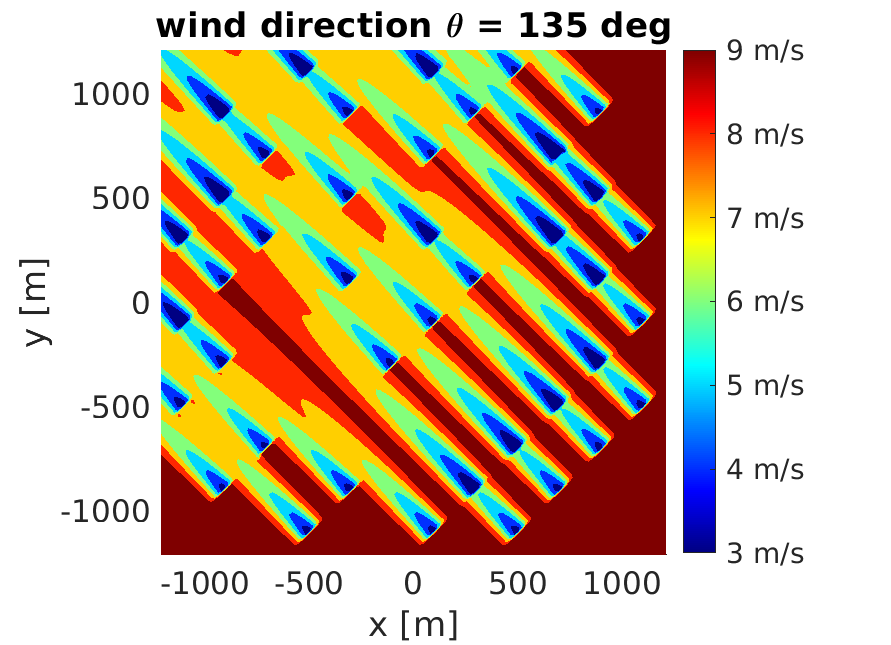 wind direction θ = 135 deg
9 m/s
8 m/s
7 m/s
6 m/s
5 m/s
4 m/s
3 m/s
y [m]
1000
500
0
-500
-1000
-1000 -500 0 500 1000
x [m]